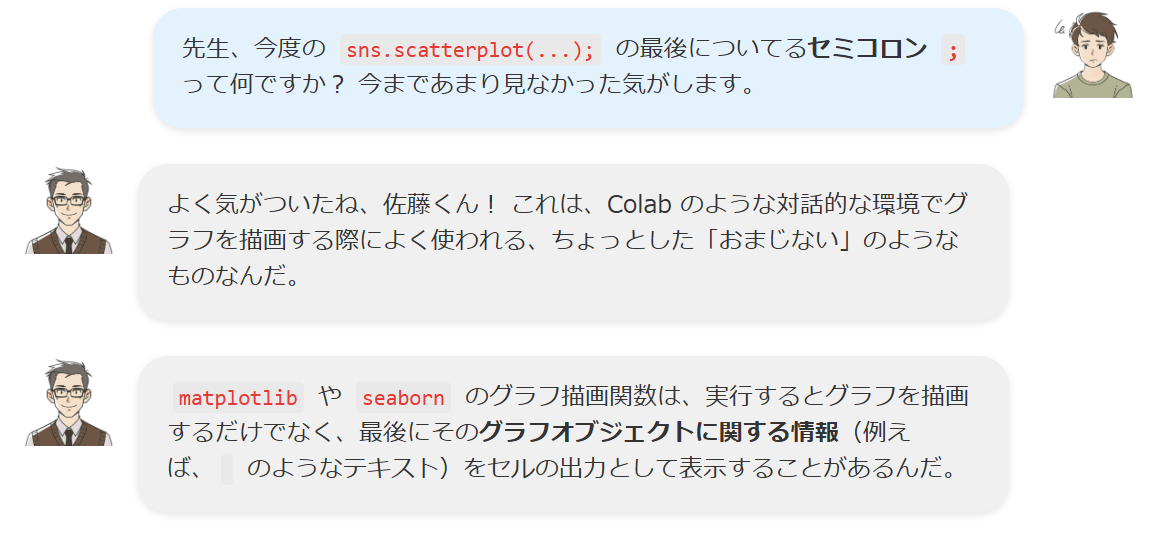 先生、今度の sns.scatterplot(...); の最後についてるセミコロン ;
って何ですか？ 今まであまり見なかった気がします。
よく気がついたね、佐藤くん！ これは、Colab のような対話的な環境でグ
ラフを描画する際によく使われる、ちょっとした「おまじない」のような
ものなんだ。
matplotlib や seaborn のグラフ描画関数は、実行するとグラフを描画
するだけでなく、最後にそのグラフオブジェクトに関する情報（例え
ば、 のようなテキスト）をセルの出力として表示することがあるんだ。